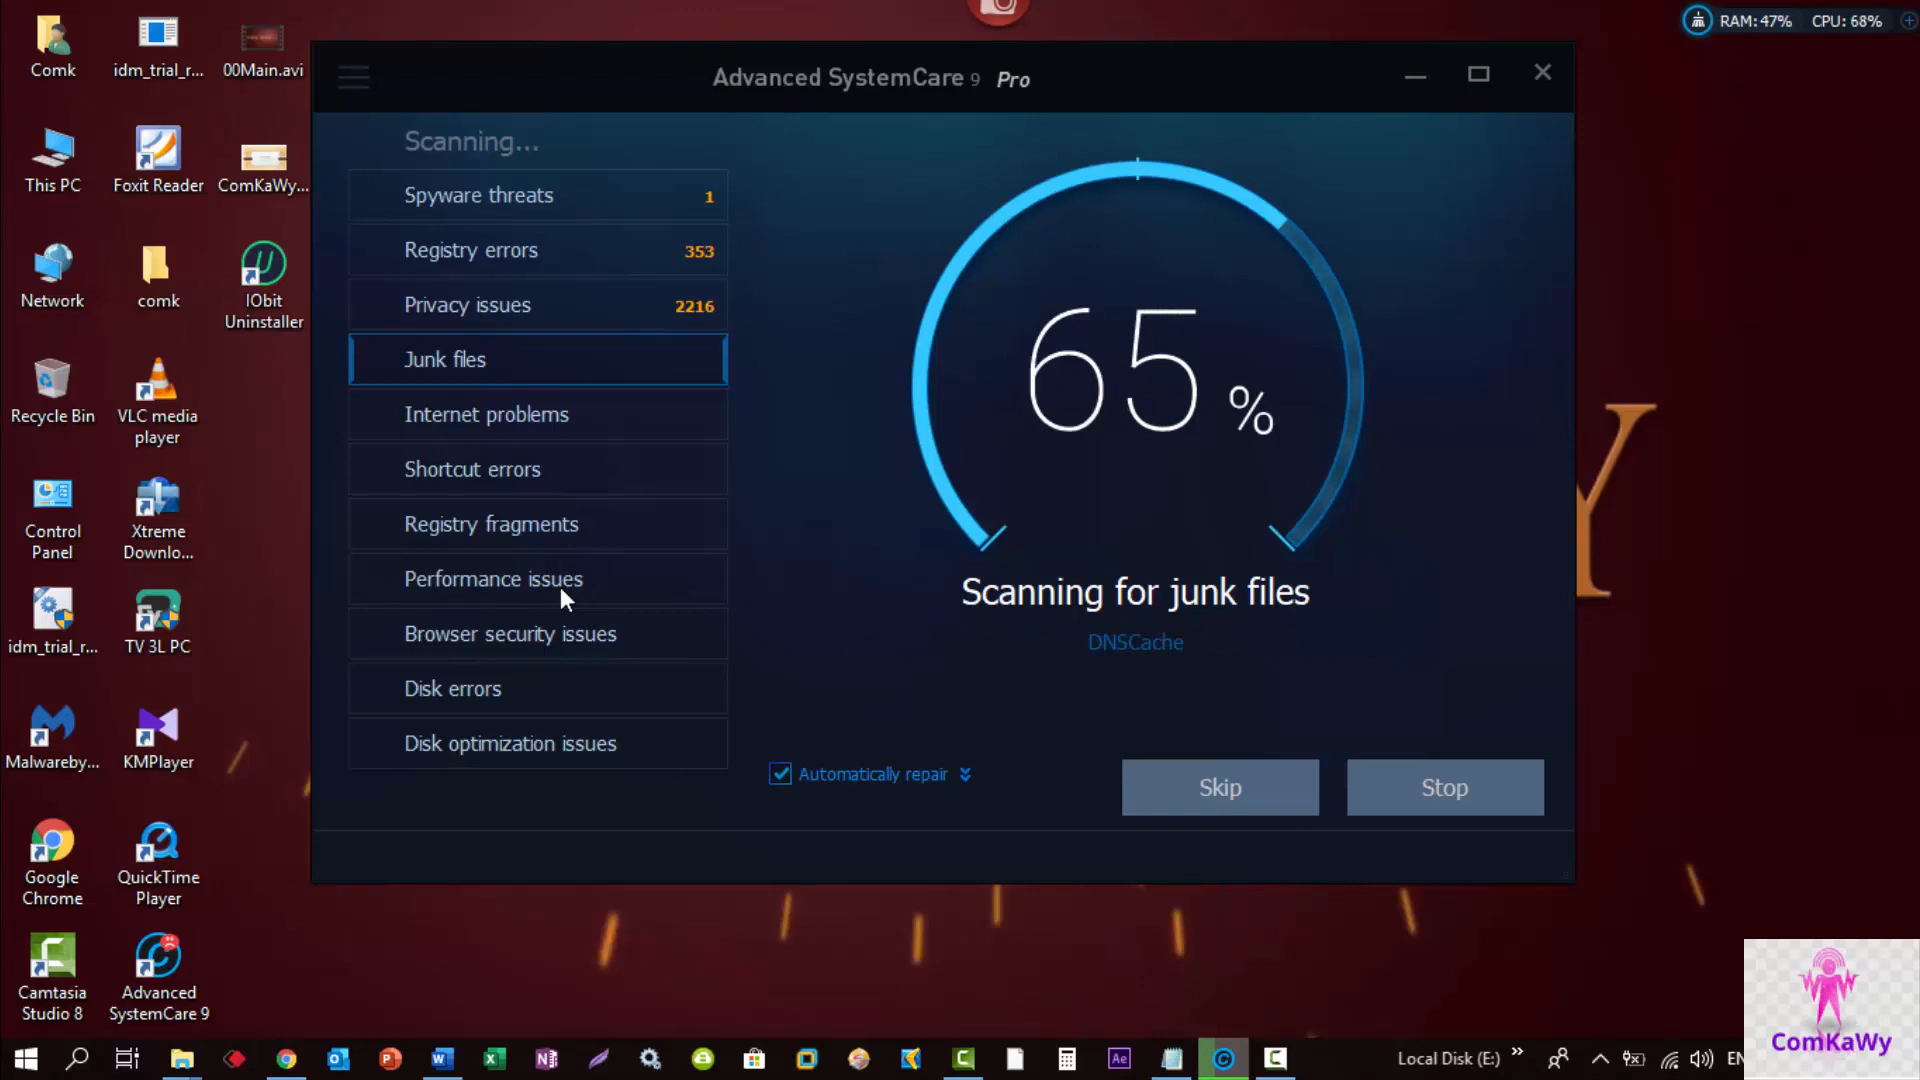 RAM: 47% CPU: 68%
Comk
idm_trial_r...
00Main.avi
This PC
Foxit Reader
ComKaWy...
Network
comk
IObit
Uninstaller
Recycle Bin
VLC media
player
Control
Panel
Xtreme
Downlo...
idm_trial_r...
TV 3L PC
Malwareby...
KMPlayer
Google
Chrome
QuickTime
Player
Camtasia
Studio 8
Advanced
SystemCare 9
Advanced SystemCare 9 Pro
Scanning...
Spyware threats 1
Registry errors 353
Privacy issues 2216
Junk files
Internet problems
Shortcut errors
Registry fragments
Performance issues
Browser security issues
Disk errors
Disk optimization issues
65 %
Scanning for junk files
DNSCache
Automatically repair
Skip
Stop
Y
Local Disk (E:)
EN
ComKaWy